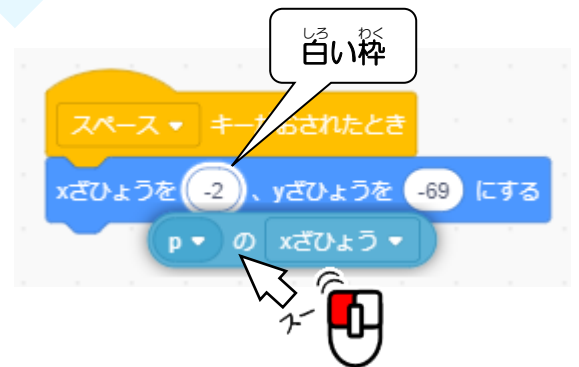 しろ わく
白い枠
スペース キーがおされたとき
xざひょうを -2 、yざひょうを -69 にする
p の xざひょう
スー